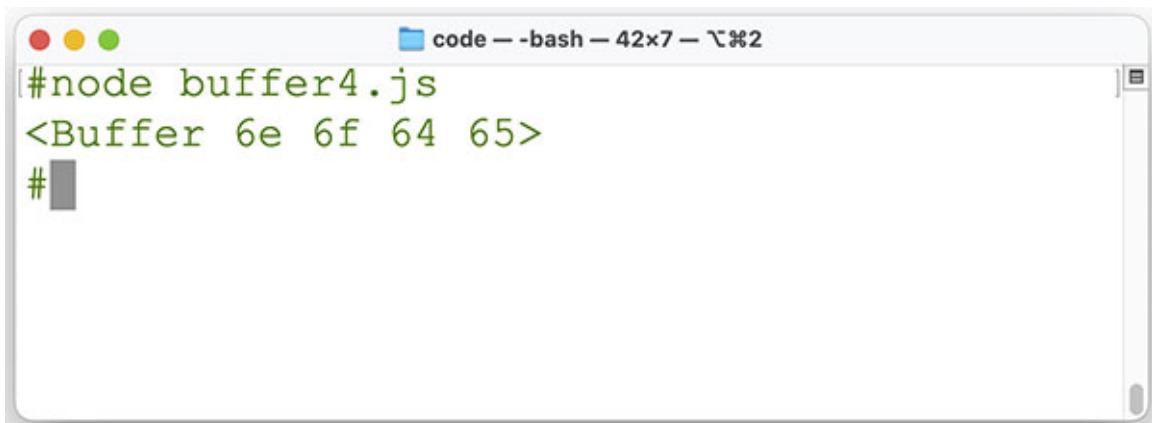 code — -bash — 42×7 — ⌥⌘2
#node buffer4.js
<Buffer 6e 6f 64 65>
#